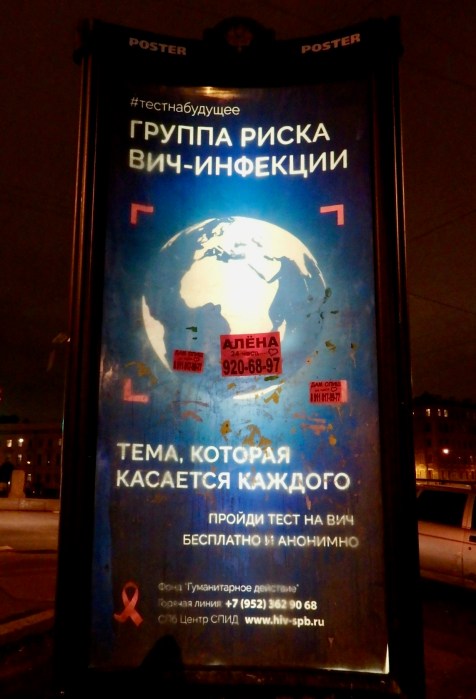 POSTER POSTER
#тестнабудущее
ГРУППА РИСКА
ВИЧ-ИНФЕКЦИИ
АЛЁНА
24 часа
920-68-97
ТЕМА, КОТОРАЯ
КАСАЕТСЯ КАЖДОГО
ПРОЙДИ ТЕСТ НА ВИЧ
БЕСПЛАТНО И АНОНИМНО
Фонд "Гуманитарное действие"
Горячая линия +7 (952) 362 90 68
СПб Центр СПИД www.hiv-spb.ru